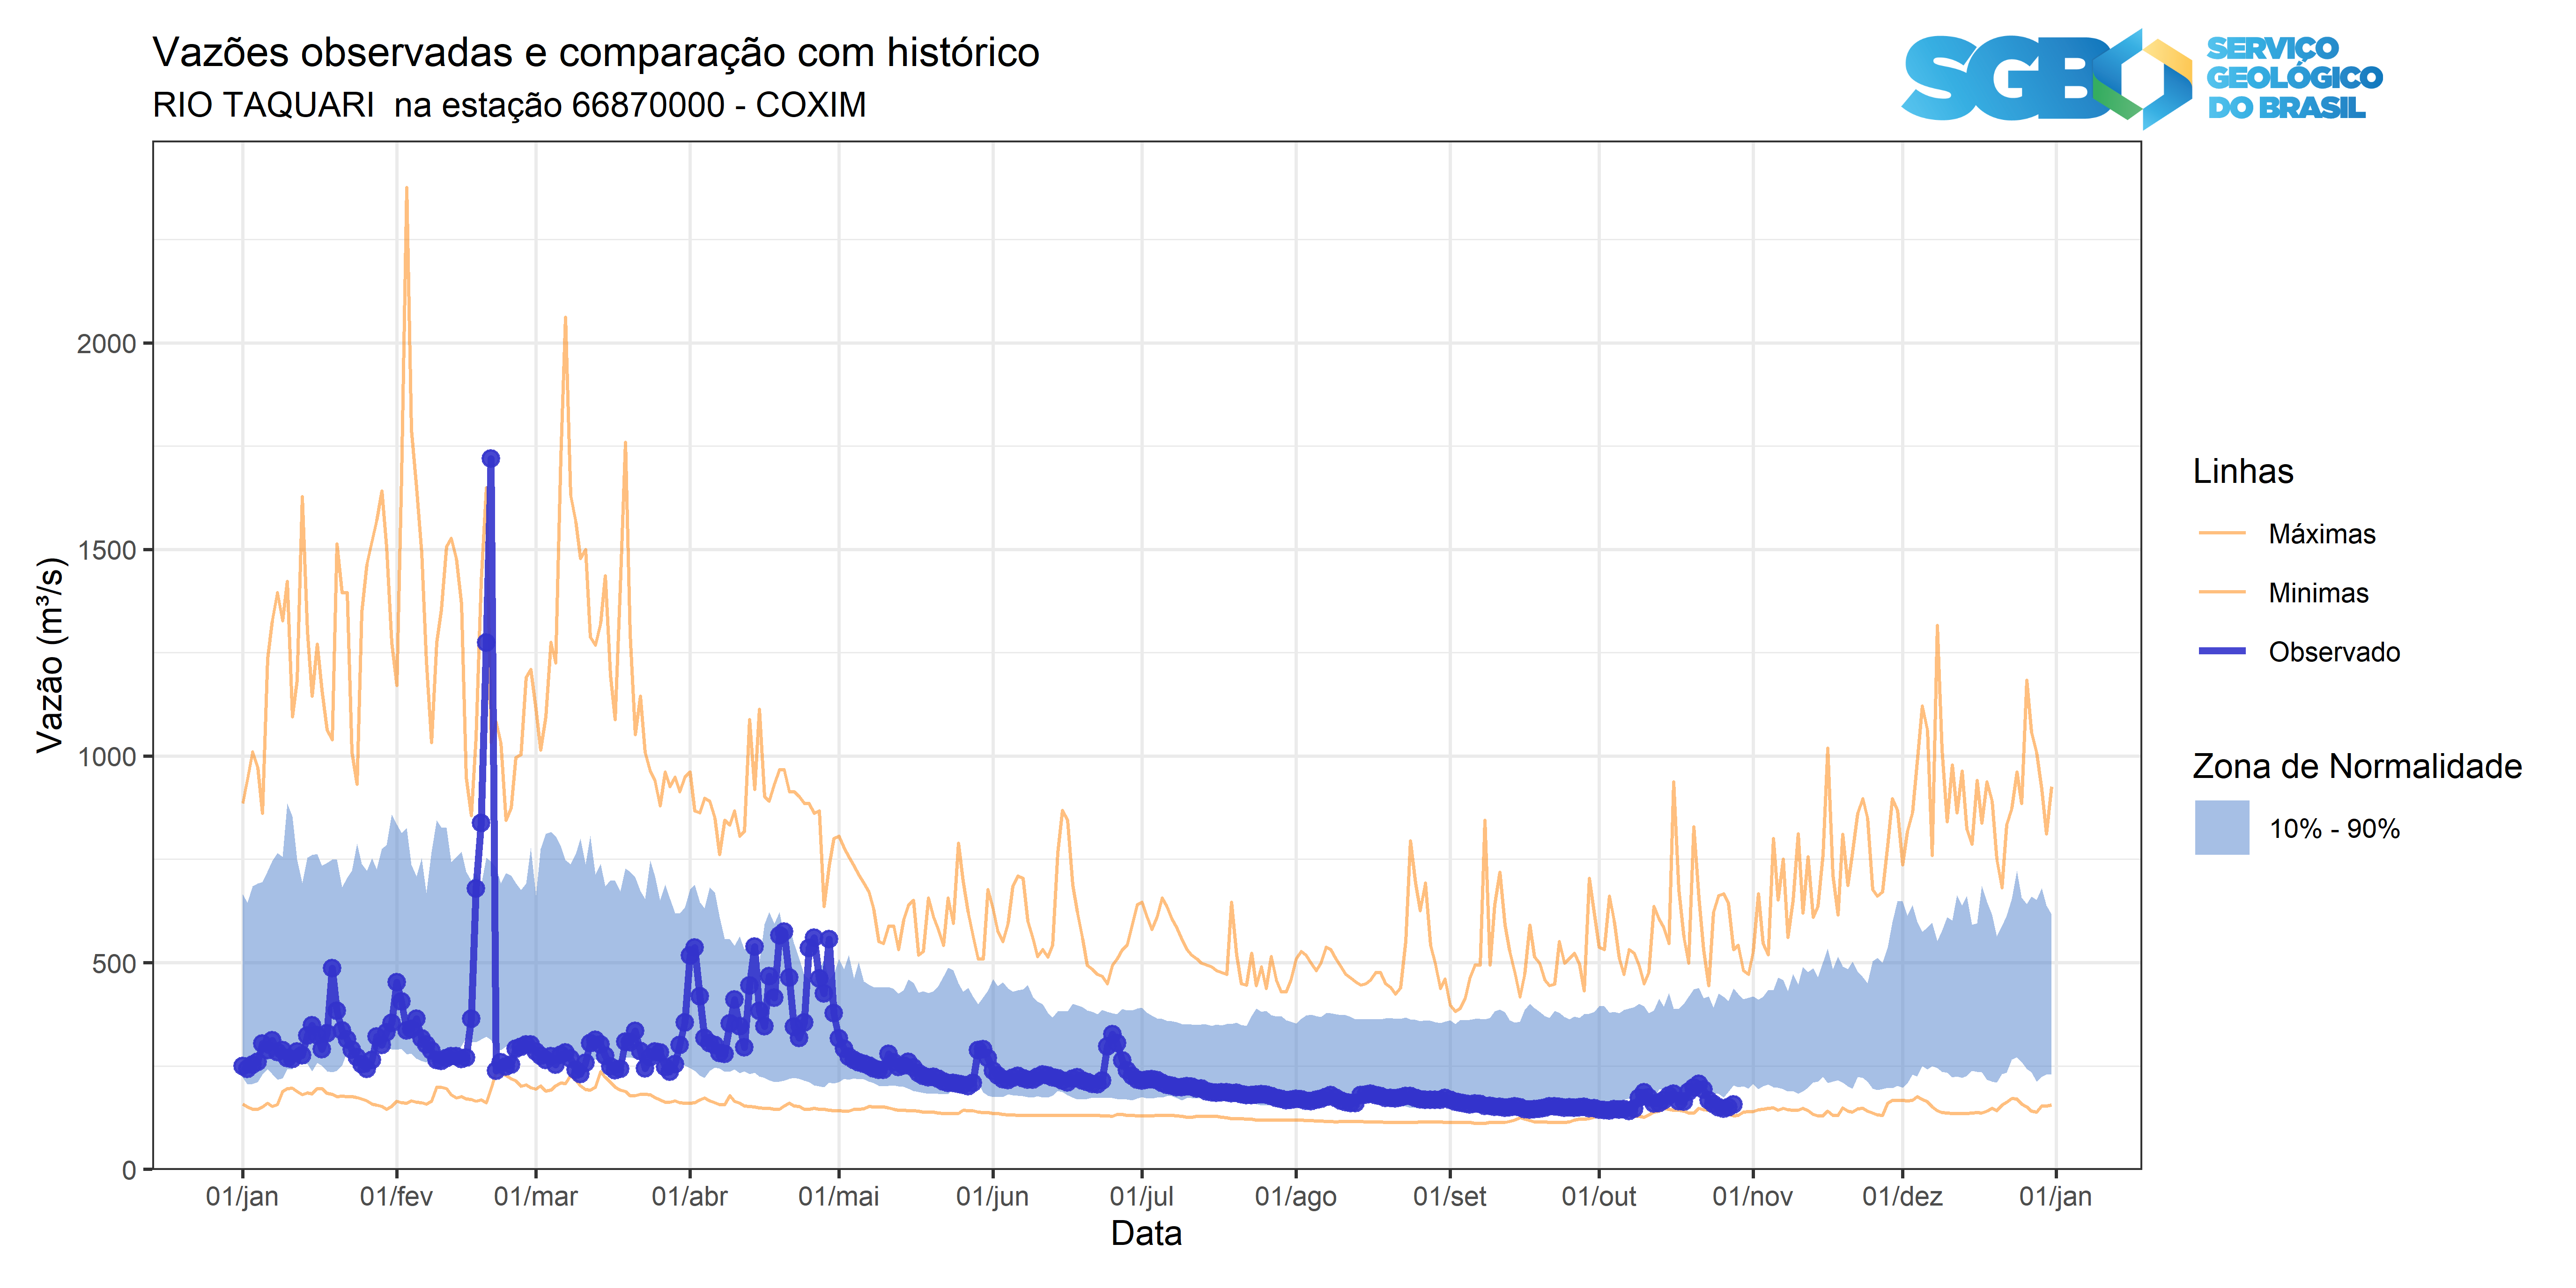 Vazões observadas e comparação com histórico
RIO TAQUARI  na estação 66870000 - COXIM
SGB
SERVIÇO
GEOLÓGICO
DO BRASIL
Vazão (m³/s)
2000
1500
1000
500
0
01/jan
01/fev
01/mar
01/abr
01/mai
01/jun
01/jul
01/ago
01/set
01/out
01/nov
01/dez
01/jan
Data
Linhas
Máximas
Minimas
Observado
Zona de Normalidade
10% - 90%